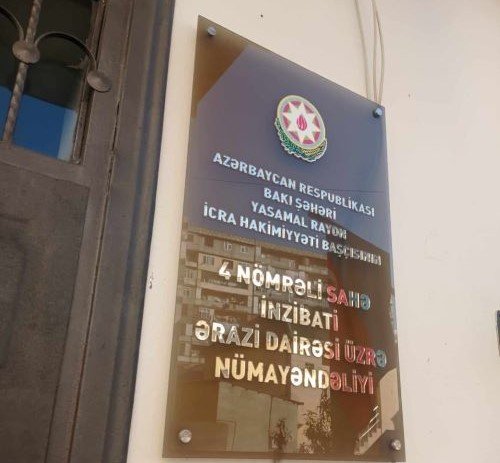 AZƏRBAYCAN RESPUBLİKASI
BAKI ŞƏHƏRİ
YASAMAL RAYON
İCRA HAKİMİYYƏTİ BAŞÇISININ
4 NÖMRƏLİ SAHƏ
İNZİBATİ
ƏRAZİ DAİRƏSİ ÜZRƏ
NÜMAYƏNDƏLİYİ